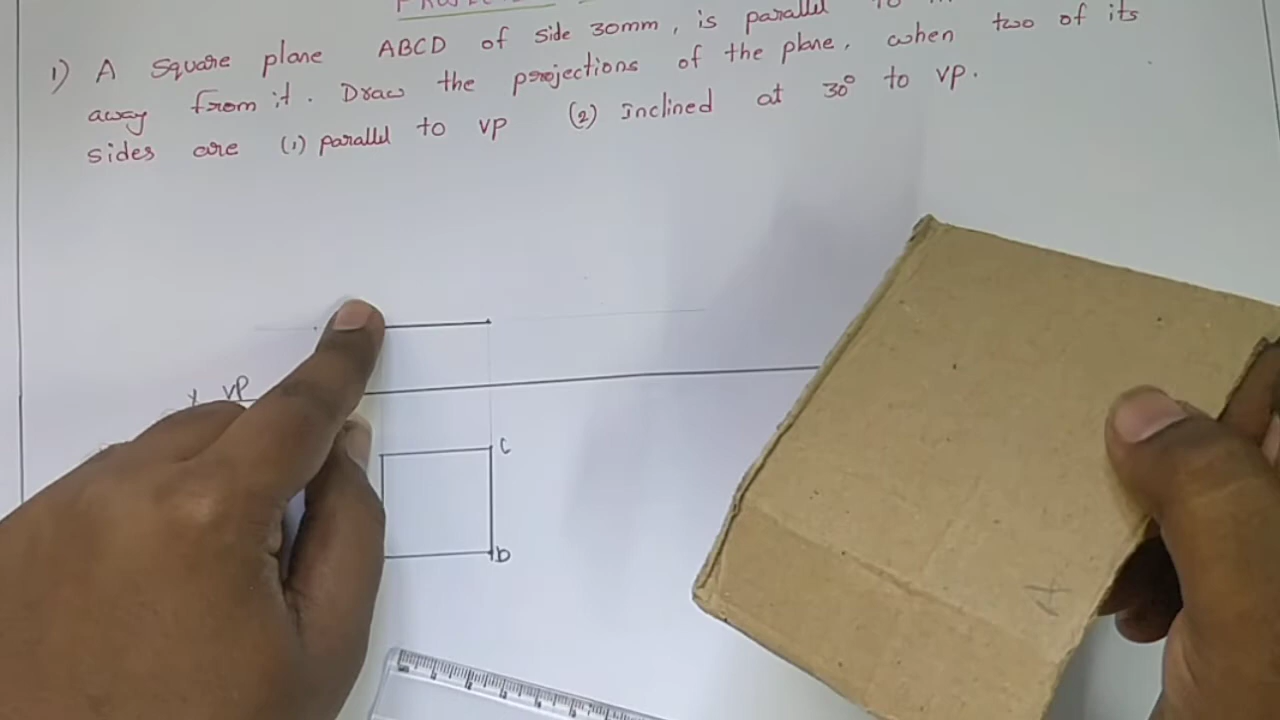 1) A Square plane ABCD of side 30mm, is parallel to
away from it. Draw the projections of the plane, when two of its
sides are (1) parallel to VP (2) Inclined at 30° to VP.
X VP
c
b
A